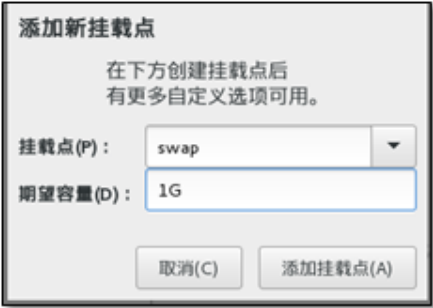 添加新挂载点
在下方创建挂载点后
有更多自定义选项可用。
挂载点(P)： swap
期望容量(D)： 1G
取消(C) 添加挂载点(A)